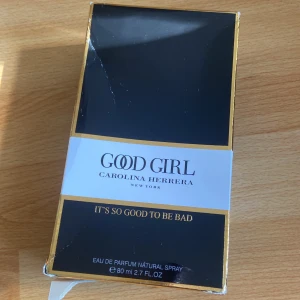 GOOD GIRL
CAROLINA HERRERA
NEW YORK
IT'S SO GOOD TO BE BAD
EAU DE PARFUM NATURAL SPRAY
℮ 80 ml 2.7 FL.OZ